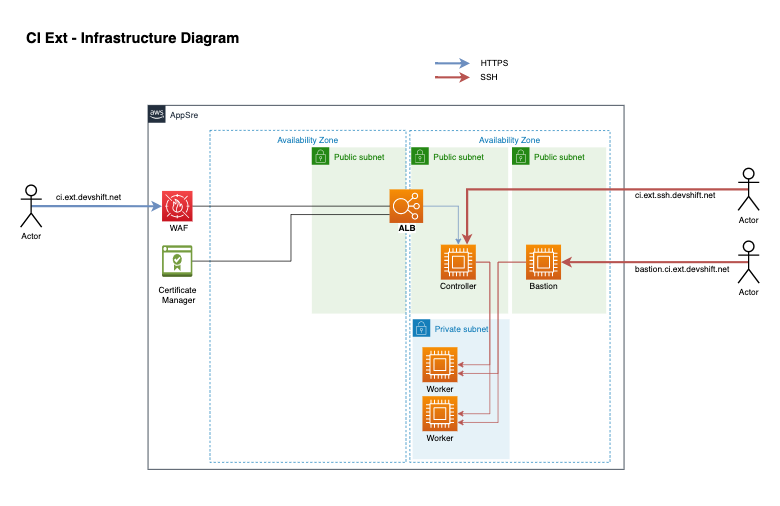 CI Ext - Infrastructure Diagram
HTTPS
SSH
aws
AppSre
Availability Zone
Availability Zone
Public subnet
Public subnet
Public subnet
ci.ext.devshift.net
ci.ext.ssh.devshift.net
Actor
WAF
ALB
Actor
bastion.ci.ext.devshift.net
Certificate
Manager
Controller
Bastion
Actor
Private subnet
Worker
Worker